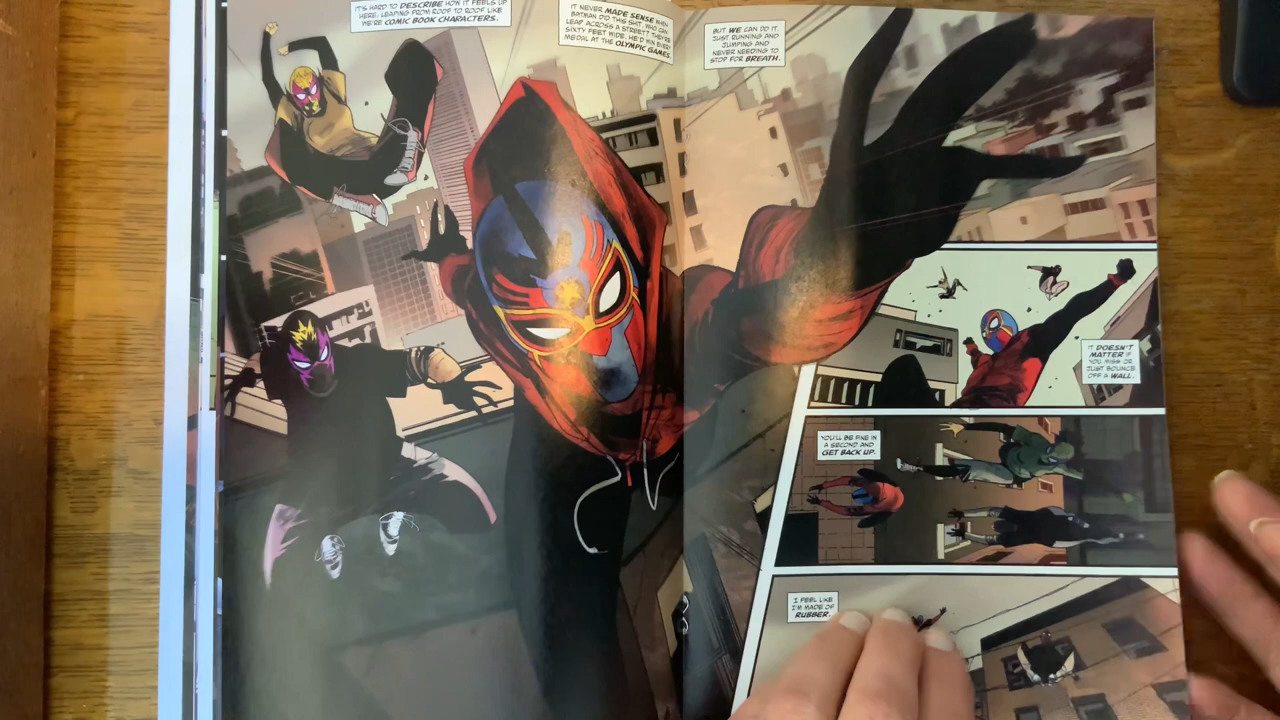 IT'S HARD TO DESCRIBE HOW IT FEELS UP
HERE, LEAPING FROM ROOF TO ROOF LIKE
WE'RE COMIC BOOK CHARACTERS.
IT NEVER MADE SENSE WHEN
BATMAN DID THIS SHIT. WHO CAN
LEAP ACROSS A STREET? THEY'RE
SIXTY FEET WIDE. HE'D WIN EVERY
MEDAL AT THE OLYMPIC GAMES.
BUT WE CAN DO IT.
JUST RUNNING AND
JUMPING AND
NEVER NEEDING TO
STOP FOR BREATH.
IT DOESN'T
MATTER IF
YOU MISS OR
JUST BOUNCE
OFF A WALL.
YOU'LL BE FINE IN
A SECOND AND
GET BACK UP.
I FEEL LIKE
I'M MADE OF
RUBBER.